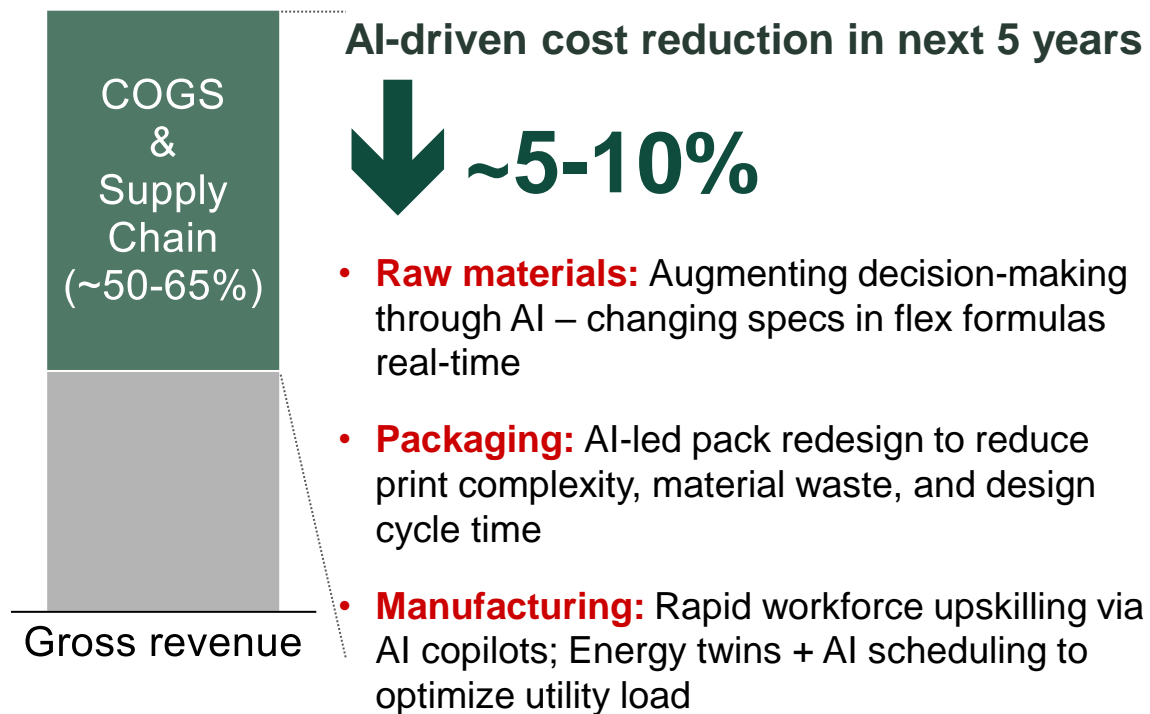 COGS
&
Supply
Chain
(~50-65%)
Gross revenue
AI-driven cost reduction in next 5 years
~5-10%
• Raw materials: Augmenting decision-making
through AI – changing specs in flex formulas
real-time
• Packaging: AI-led pack redesign to reduce
print complexity, material waste, and design
cycle time
• Manufacturing: Rapid workforce upskilling via
AI copilots; Energy twins + AI scheduling to
optimize utility load